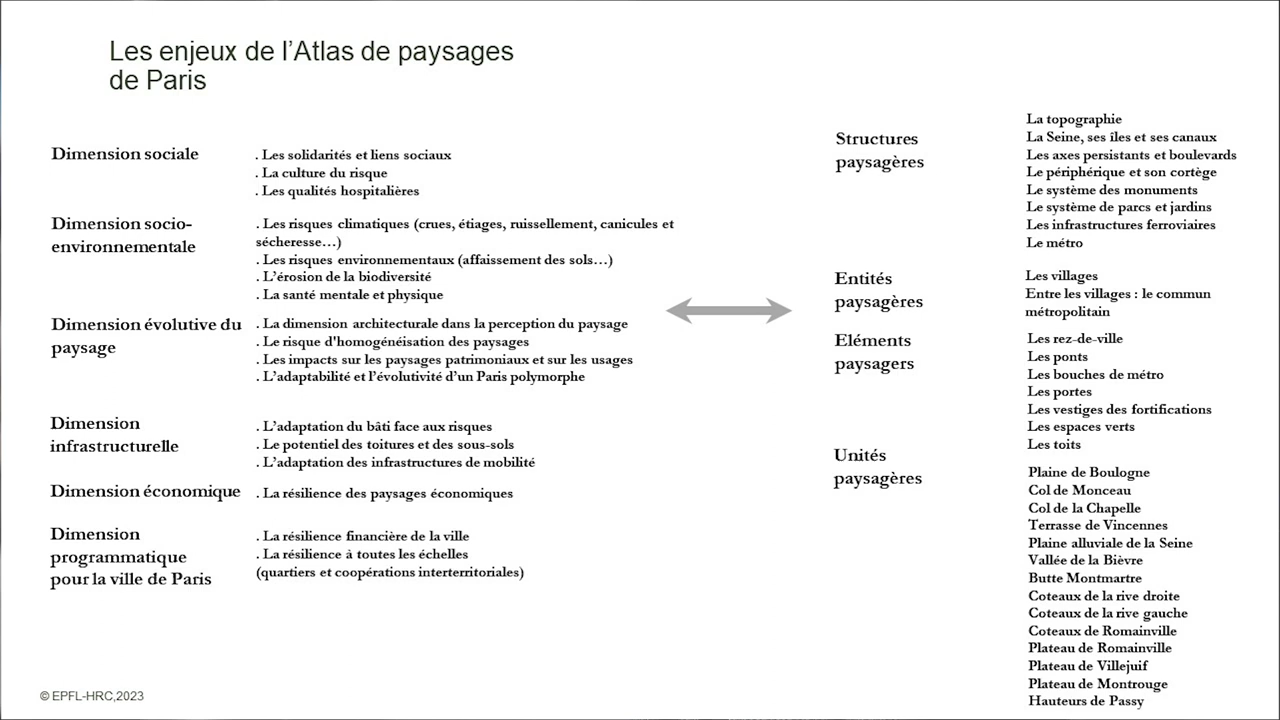 Les enjeux de l’Atlas de paysages
de Paris
Dimension sociale
. Les solidarités et liens sociaux
. La culture du risque
. Les qualités hospitalières
Dimension socio-
environnementale
. Les risques climatiques (crues, étiages, ruissellement, canicules et
sécheresse…)
. Les risques environnementaux (affaissement des sols…)
. L’érosion de la biodiversité
. La santé mentale et physique
Dimension évolutive du
paysage
. La dimension architecturale dans la perception du paysage
. Le risque d'homogénéisation des paysages
. Les impacts sur les paysages patrimoniaux et sur les usages
. L’adaptabilité et l’évolutivité d’un Paris polymorphe
Dimension
infrastructurelle
. L’adaptation du bâti face aux risques
. Le potentiel des toitures et des sous-sols
. L’adaptation des infrastructures de mobilité
Dimension économique
. La résilience des paysages économiques
Dimension
programmatique
pour la ville de Paris
. La résilience financière de la ville
. La résilience à toutes les échelles
(quartiers et coopérations interterritoriales)
Structures
paysagères
La topographie
La Seine, ses îles et ses canaux
Les axes persistants et boulevards
Le périphérique et son cortège
Le système des monuments
Le système de parcs et jardins
Les infrastructures ferroviaires
Le métro
Entités
paysagères
Les villages
Entre les villages : le commun
métropolitain
Eléments
paysagers
Les rez-de-ville
Les ponts
Les bouches de métro
Les portes
Les vestiges des fortifications
Les espaces verts
Les toits
Unités
paysagères
Plaine de Boulogne
Col de Monceau
Col de la Chapelle
Terrasse de Vincennes
Plaine alluviale de la Seine
Vallée de la Bièvre
Butte Montmartre
Coteaux de la rive droite
Coteaux de la rive gauche
Coteaux de Romainville
Plateau de Romainville
Plateau de Villejuif
Plateau de Montrouge
Hauteurs de Passy
© EPFL-HRC,2023